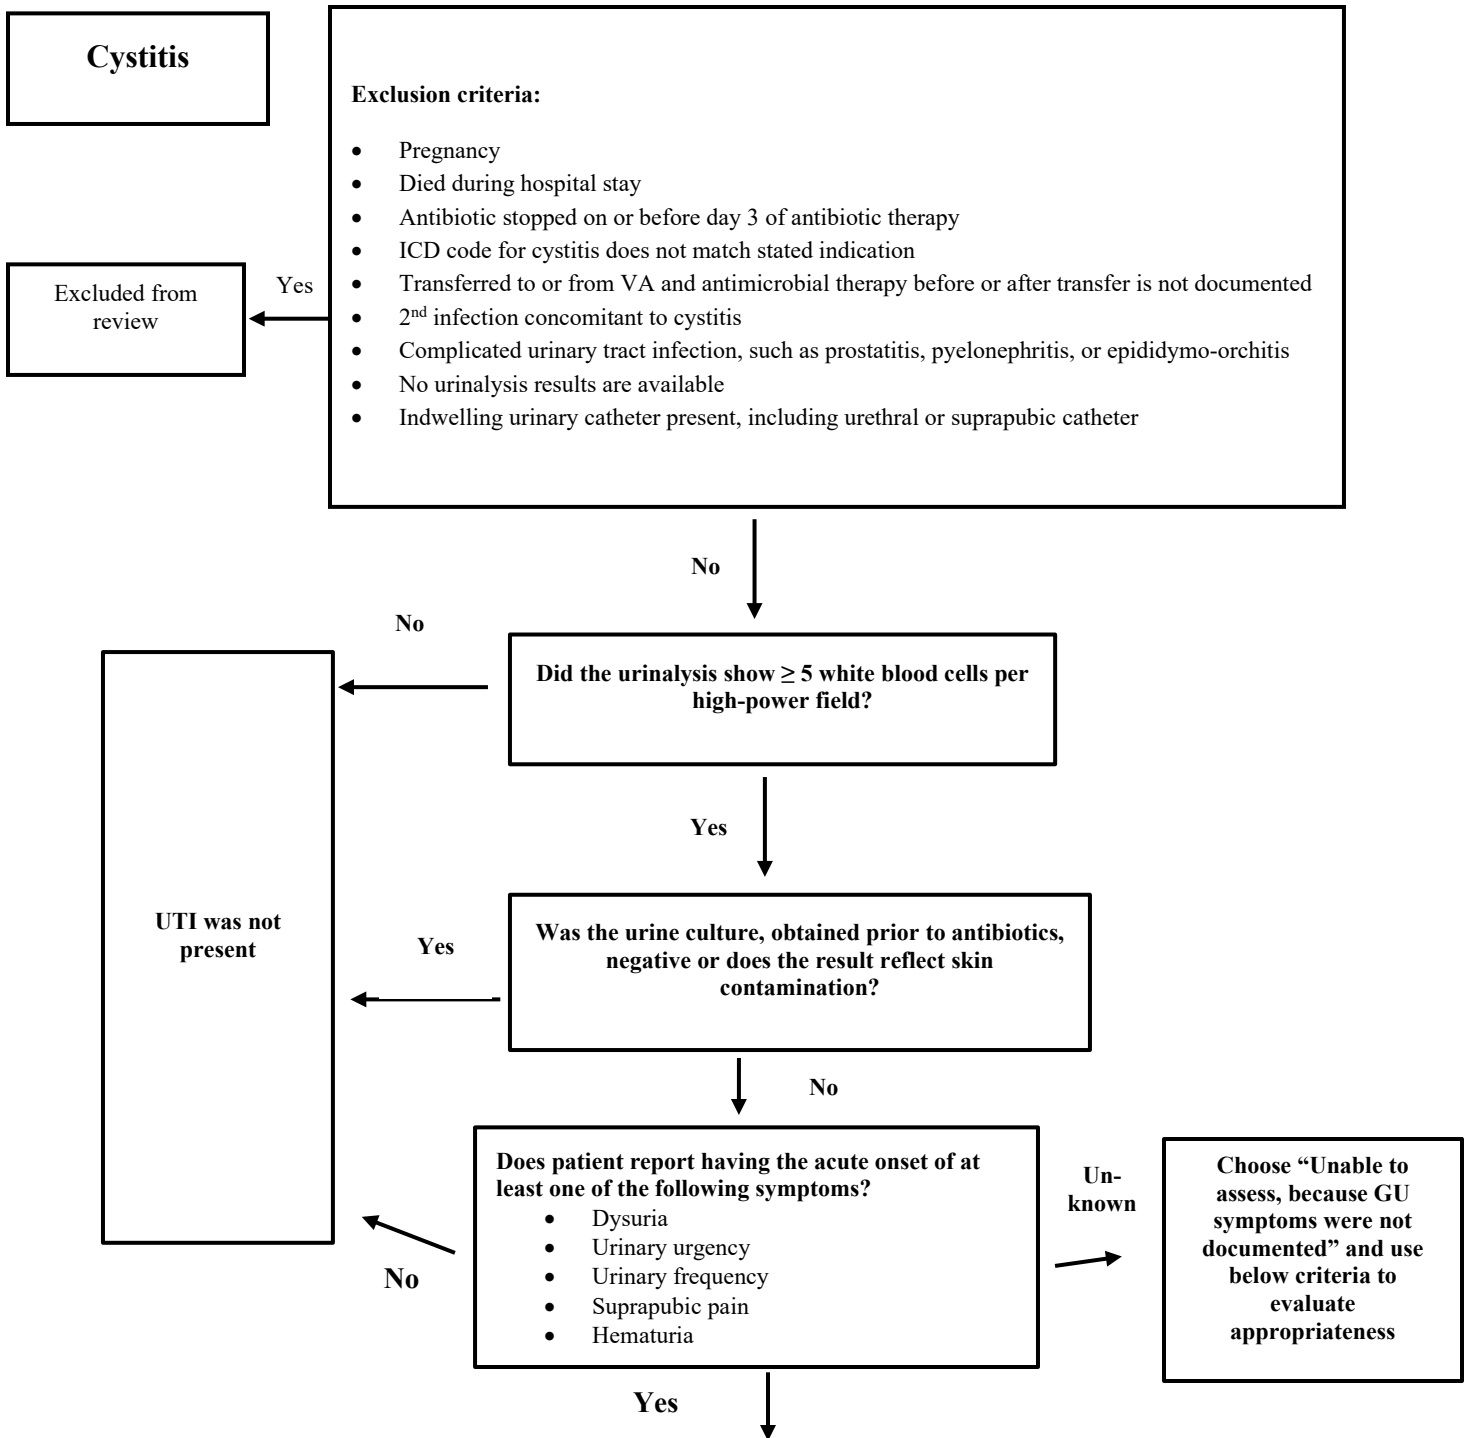 Cystitis
Exclusion criteria:
• Pregnancy
• Died during hospital stay
• Antibiotic stopped on or before day 3 of antibiotic therapy
• ICD code for cystitis does not match stated indication
• Transferred to or from VA and antimicrobial therapy before or after transfer is not documented
• 2nd infection concomitant to cystitis
• Complicated urinary tract infection, such as prostatitis, pyelonephritis, or epididymo-orchitis
• No urinalysis results are available
• Indwelling urinary catheter present, including urethral or suprapubic catheter
Yes
Excluded from
review
No
No
Did the urinalysis show ≥ 5 white blood cells per
high-power field?
Yes
UTI was not
present
Yes
Was the urine culture, obtained prior to antibiotics,
negative or does the result reflect skin
contamination?
No
Does patient report having the acute onset of at
least one of the following symptoms?
• Dysuria
• Urinary urgency
• Urinary frequency
• Suprapubic pain
• Hematuria
No
Un-
known
Choose “Unable to
assess, because GU
symptoms were not
documented” and use
below criteria to
evaluate
appropriateness
Yes